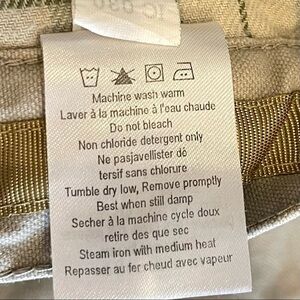 Machine wash warm
Laver à la machine à l'eau chaude
Do not bleach
Non chloride detergent only
Ne pasjavellister dé
tersif sans chlorure
Tumble dry low, Remove promptly
Best when still damp
Secher à la machine cycle doux
retire des que sec
Steam iron with medium heat
Repasser au fer cheud avec vapeur